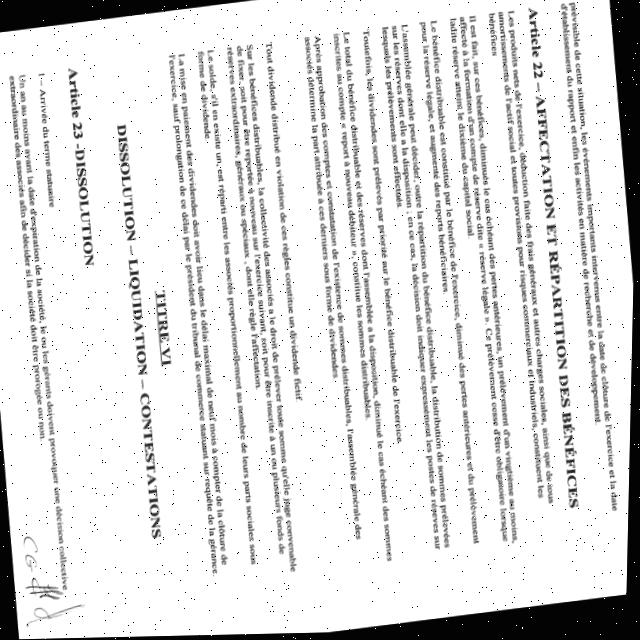 prévisible de cette situation, les événements importants intervenus entre la date de clôture de l'exercice et la date
d'établissement du rapport et enfin les activités en matière de recherche et de développement.
Article 22 – AFFECTATION ET RÉPARTITION DES BÉNÉFICES
Les produits nets de l'exercice, déduction faite des frais généraux et autres charges sociales, ainsi que de tous
amortissements de l'actif social et toutes provisions pour risques commerciaux et industriels, constituent les
bénéfices
Il est fait, sur ces bénéfices, diminués le cas échéant des pertes antérieures, un prélèvement d'un vingtième au moins,
affecté à la formation d'un compte de réserve dite « réserve légale ». Ce prélèvement cesse d'être obligatoire lorsque
ladite réserve atteint le dixième du capital social.
Le bénéfice distribuable est constitué par le bénéfice de l'exercice, diminué des pertes antérieures et du prélèvement
pour la réserve légale, et augmenté des reports bénéficiaires.
L'assemblée générale peut décider, outre la répartition du bénéfice distribuable, la distribution de sommes prélevées
sur les réserves dont elle a la disposition ; en ce cas, la décision doit indiquer expressément les postes de réserves sur
lesquels les prélèvements sont effectués.
Toutefois, les dividendes sont prélevés par priorité sur le bénéfice distribuable de l'exercice.
Le total du bénéfice distribuable et des réserves dont l'assemblée a la disposition, diminué le cas échéant des sommes
inscrites au compte « report à nouveau débiteur », constitue les sommes distribuables.
Après approbation des comptes et constatation de l'existence de sommes distribuables, l'assemblée générale des
associés détermine la part attribuée à ces derniers sous forme de dividendes
Tout dividende distribué en violation de ces règles constitue un dividende fictif
Sur les bénéfices distribuables, la collectivité des associés a le droit de prélever toute somme qu'elle juge convenable
de fixer ,soit pour être reportée à nouveau sur l'exercice suivant, soit pour être inscrite à un ou plusieurs fonds de
réserves extraordinaires, généraux ou spéciaux , dont elle règle l'affectation.
Le solde, s'il en existe un, est réparti entre les associés proportionnellement au nombre de leurs parts sociales sous
forme de dividende
La mise en paiement des dividendes doit avoir lieu dans le délai maximal de neuf mois à compter de la clôture de
l'exercice, sauf prolongation de ce délai par le président du tribunal de commerce statuant sur requête de la gérance.
TITRE VI
DISSOLUTION – LIQUIDATION – CONTESTATIONS
Article 23 -DISSOLUTION
1– Arrivée du terme statutaire
Un an au moins avant la date d'expiration de la société, le ou les gérants doivent provoquer une décision collective
extraordinaire des associés afin de décider si la société doit être prorogée ou non.
CG